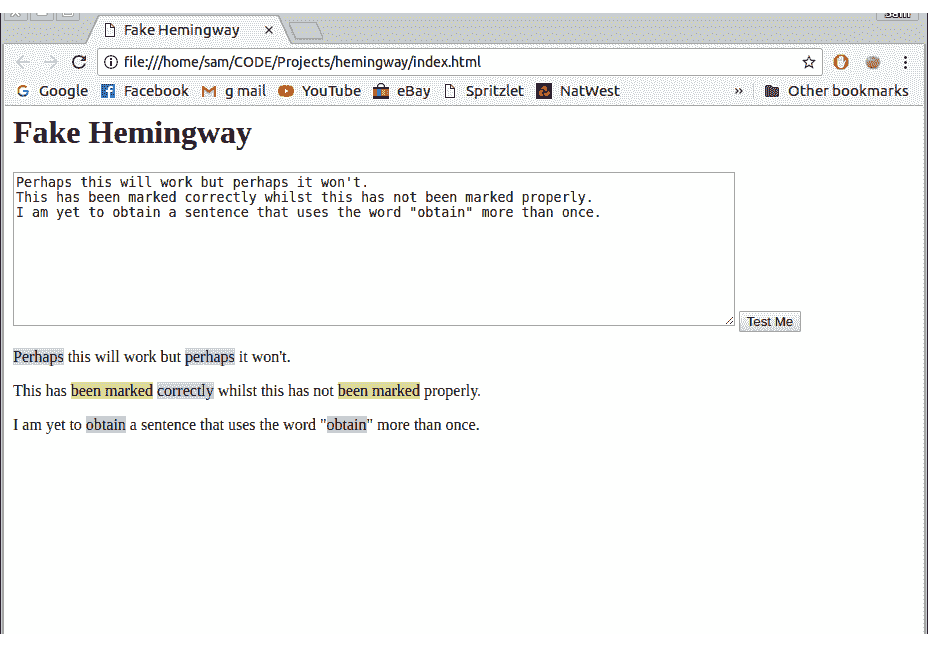 Sam
Fake Hemingway ×
file:///home/sam/CODE/Projects/hemingway/index.html
G Google f Facebook g mail YouTube eBay Spritzlet NatWest » Other bookmarks
Fake Hemingway
Perhaps this will work but perhaps it won't.
This has been marked correctly whilst this has not been marked properly.
I am yet to obtain a sentence that uses the word "obtain" more than once.
Test Me
Perhaps this will work but perhaps it won't.
This has been marked correctly whilst this has not been marked properly.
I am yet to obtain a sentence that uses the word "obtain" more than once.